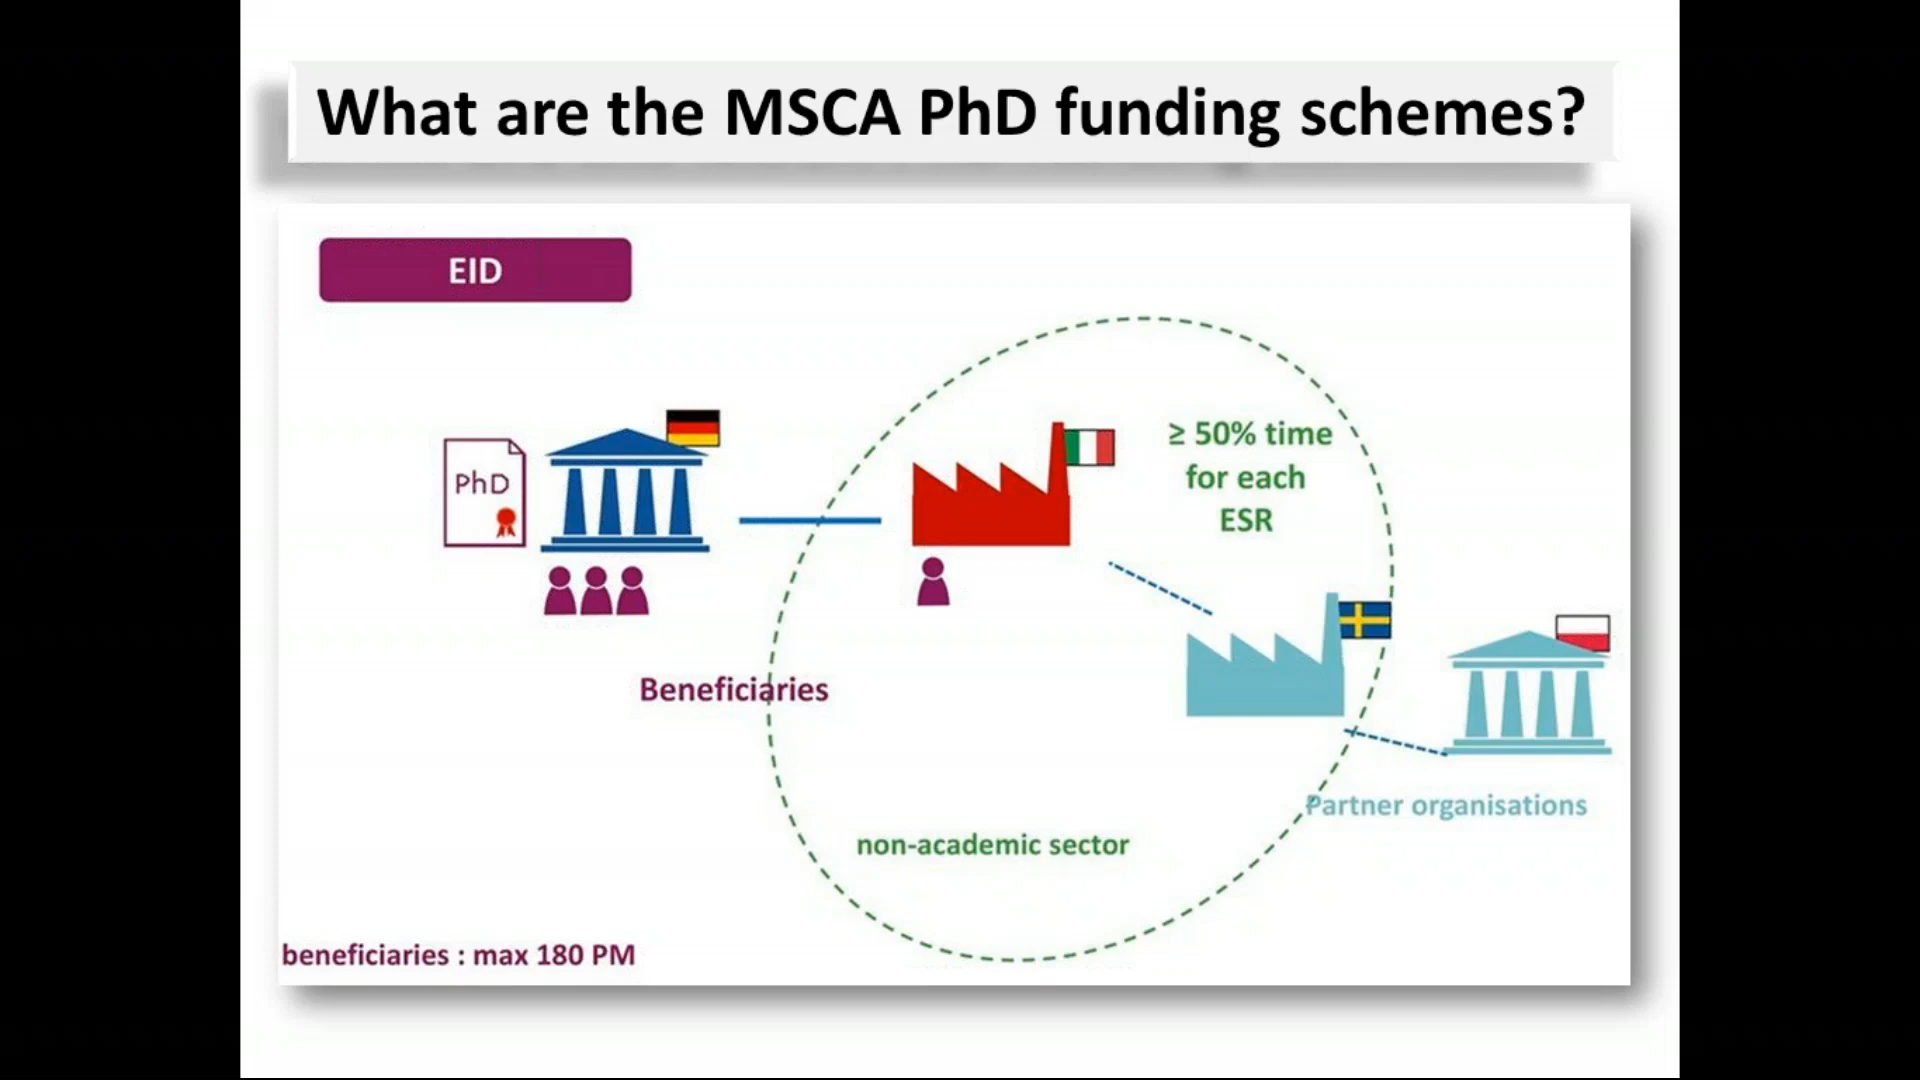 What are the MSCA PhD funding schemes?
EID
PhD
≥ 50% time
for each
ESR
Beneficiaries
Partner organisations
non-academic sector
beneficiaries : max 180 PM